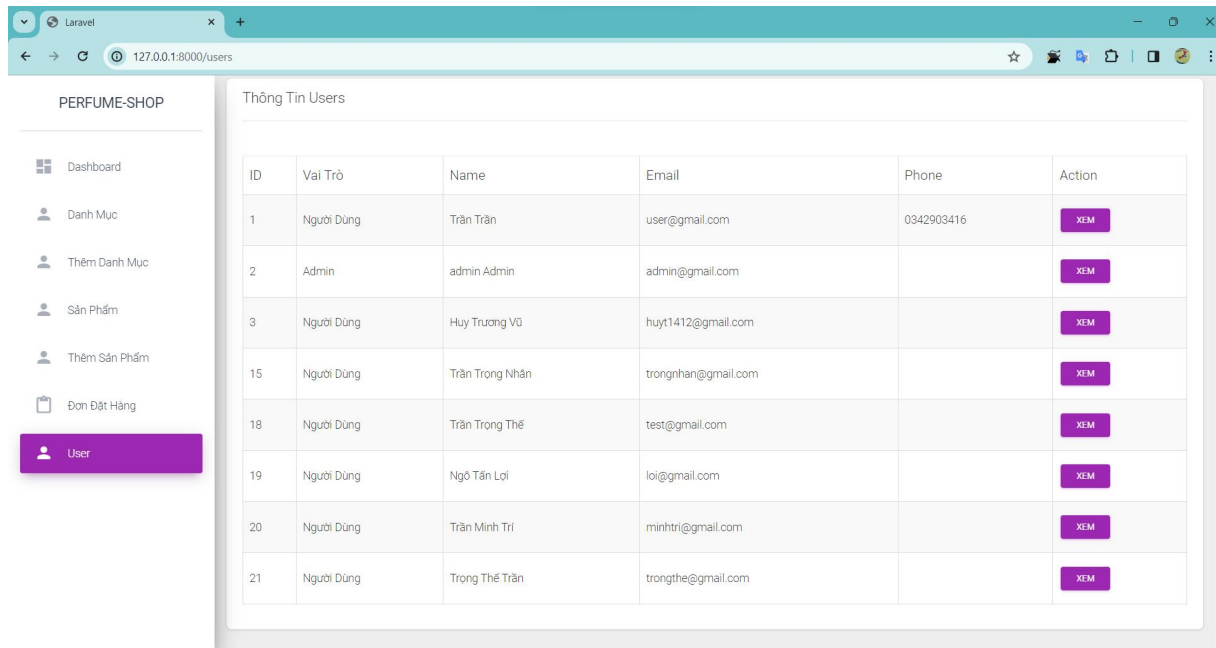 Laravel
127.0.0.1:8000/users
PERFUME-SHOP
Dashboard
Danh Mục
Thêm Danh Mục
Sản Phẩm
Thêm Sản Phẩm
Đơn Đặt Hàng
User
Thông Tin Users
ID Vai Trò Name Email Phone Action
1 Người Dùng Trần Trần user@gmail.com 0342903416 XEM
2 Admin admin Admin admin@gmail.com XEM
3 Người Dùng Huy Trương Vũ huyt1412@gmail.com XEM
15 Người Dùng Trần Trọng Nhân trongnhan@gmail.com XEM
18 Người Dùng Trần Trọng Thế test@gmail.com XEM
19 Người Dùng Ngô Tấn Lợi loi@gmail.com XEM
20 Người Dùng Trần Minh Trí minhtri@gmail.com XEM
21 Người Dùng Trọng Thế Trần trongthe@gmail.com XEM